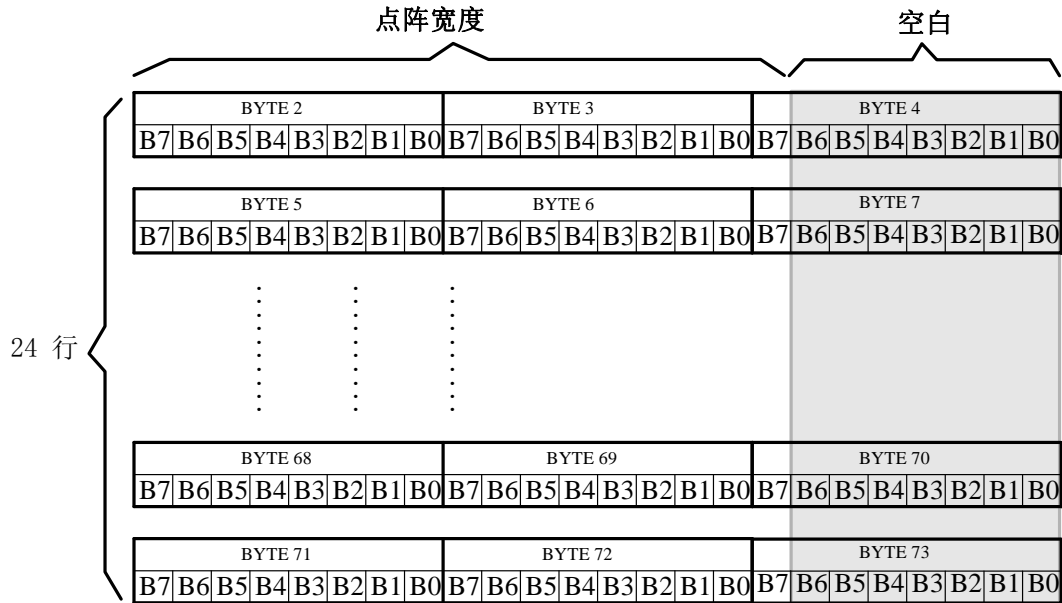 点阵宽度 空白
BYTE 2 BYTE 3 BYTE 4
B7 B6 B5 B4 B3 B2 B1 B0 B7 B6 B5 B4 B3 B2 B1 B0 B7 B6 B5 B4 B3 B2 B1 B0
BYTE 5 BYTE 6 BYTE 7
B7 B6 B5 B4 B3 B2 B1 B0 B7 B6 B5 B4 B3 B2 B1 B0 B7 B6 B5 B4 B3 B2 B1 B0
24 行
BYTE 68 BYTE 69 BYTE 70
B7 B6 B5 B4 B3 B2 B1 B0 B7 B6 B5 B4 B3 B2 B1 B0 B7 B6 B5 B4 B3 B2 B1 B0
BYTE 71 BYTE 72 BYTE 73
B7 B6 B5 B4 B3 B2 B1 B0 B7 B6 B5 B4 B3 B2 B1 B0 B7 B6 B5 B4 B3 B2 B1 B0